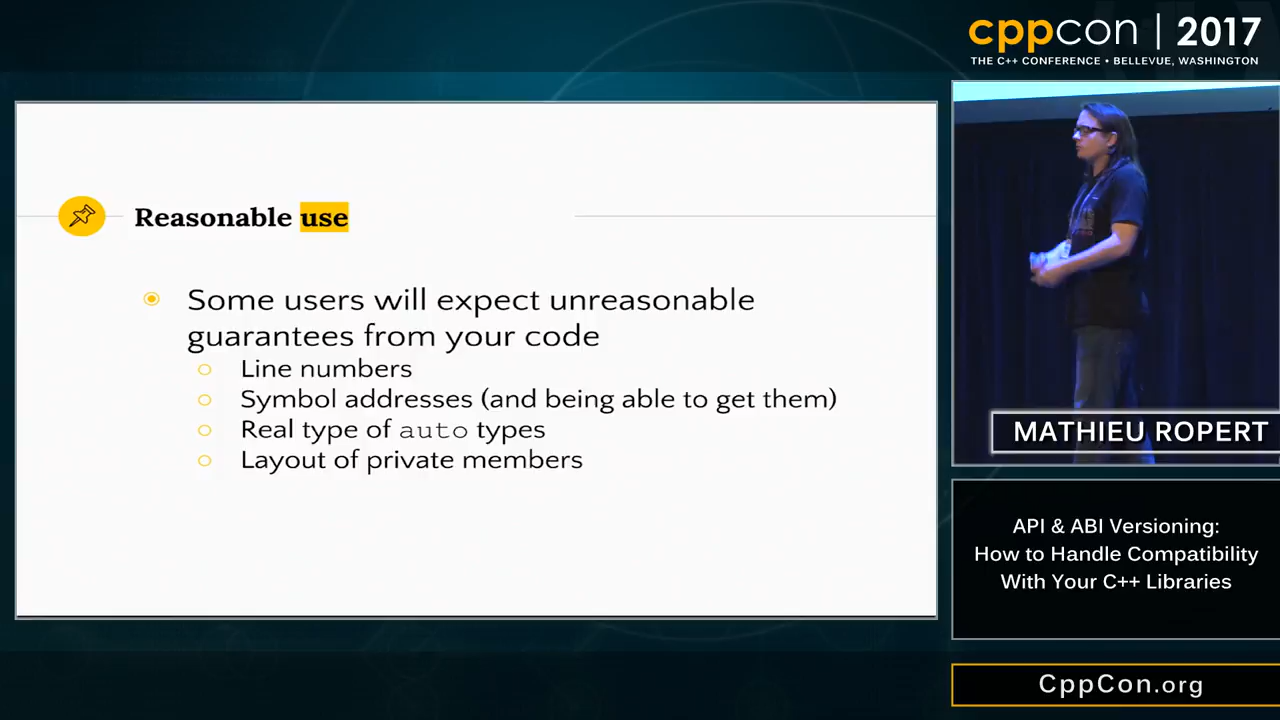 cppcon | 2017
THE C++ CONFERENCE • BELLEVUE, WASHINGTON
Reasonable use
Some users will expect unreasonable
guarantees from your code
Line numbers
Symbol addresses (and being able to get them)
Real type of auto types
Layout of private members
MATHIEU ROPERT
API & ABI Versioning:
How to Handle Compatibility
With Your C++ Libraries
CppCon.org